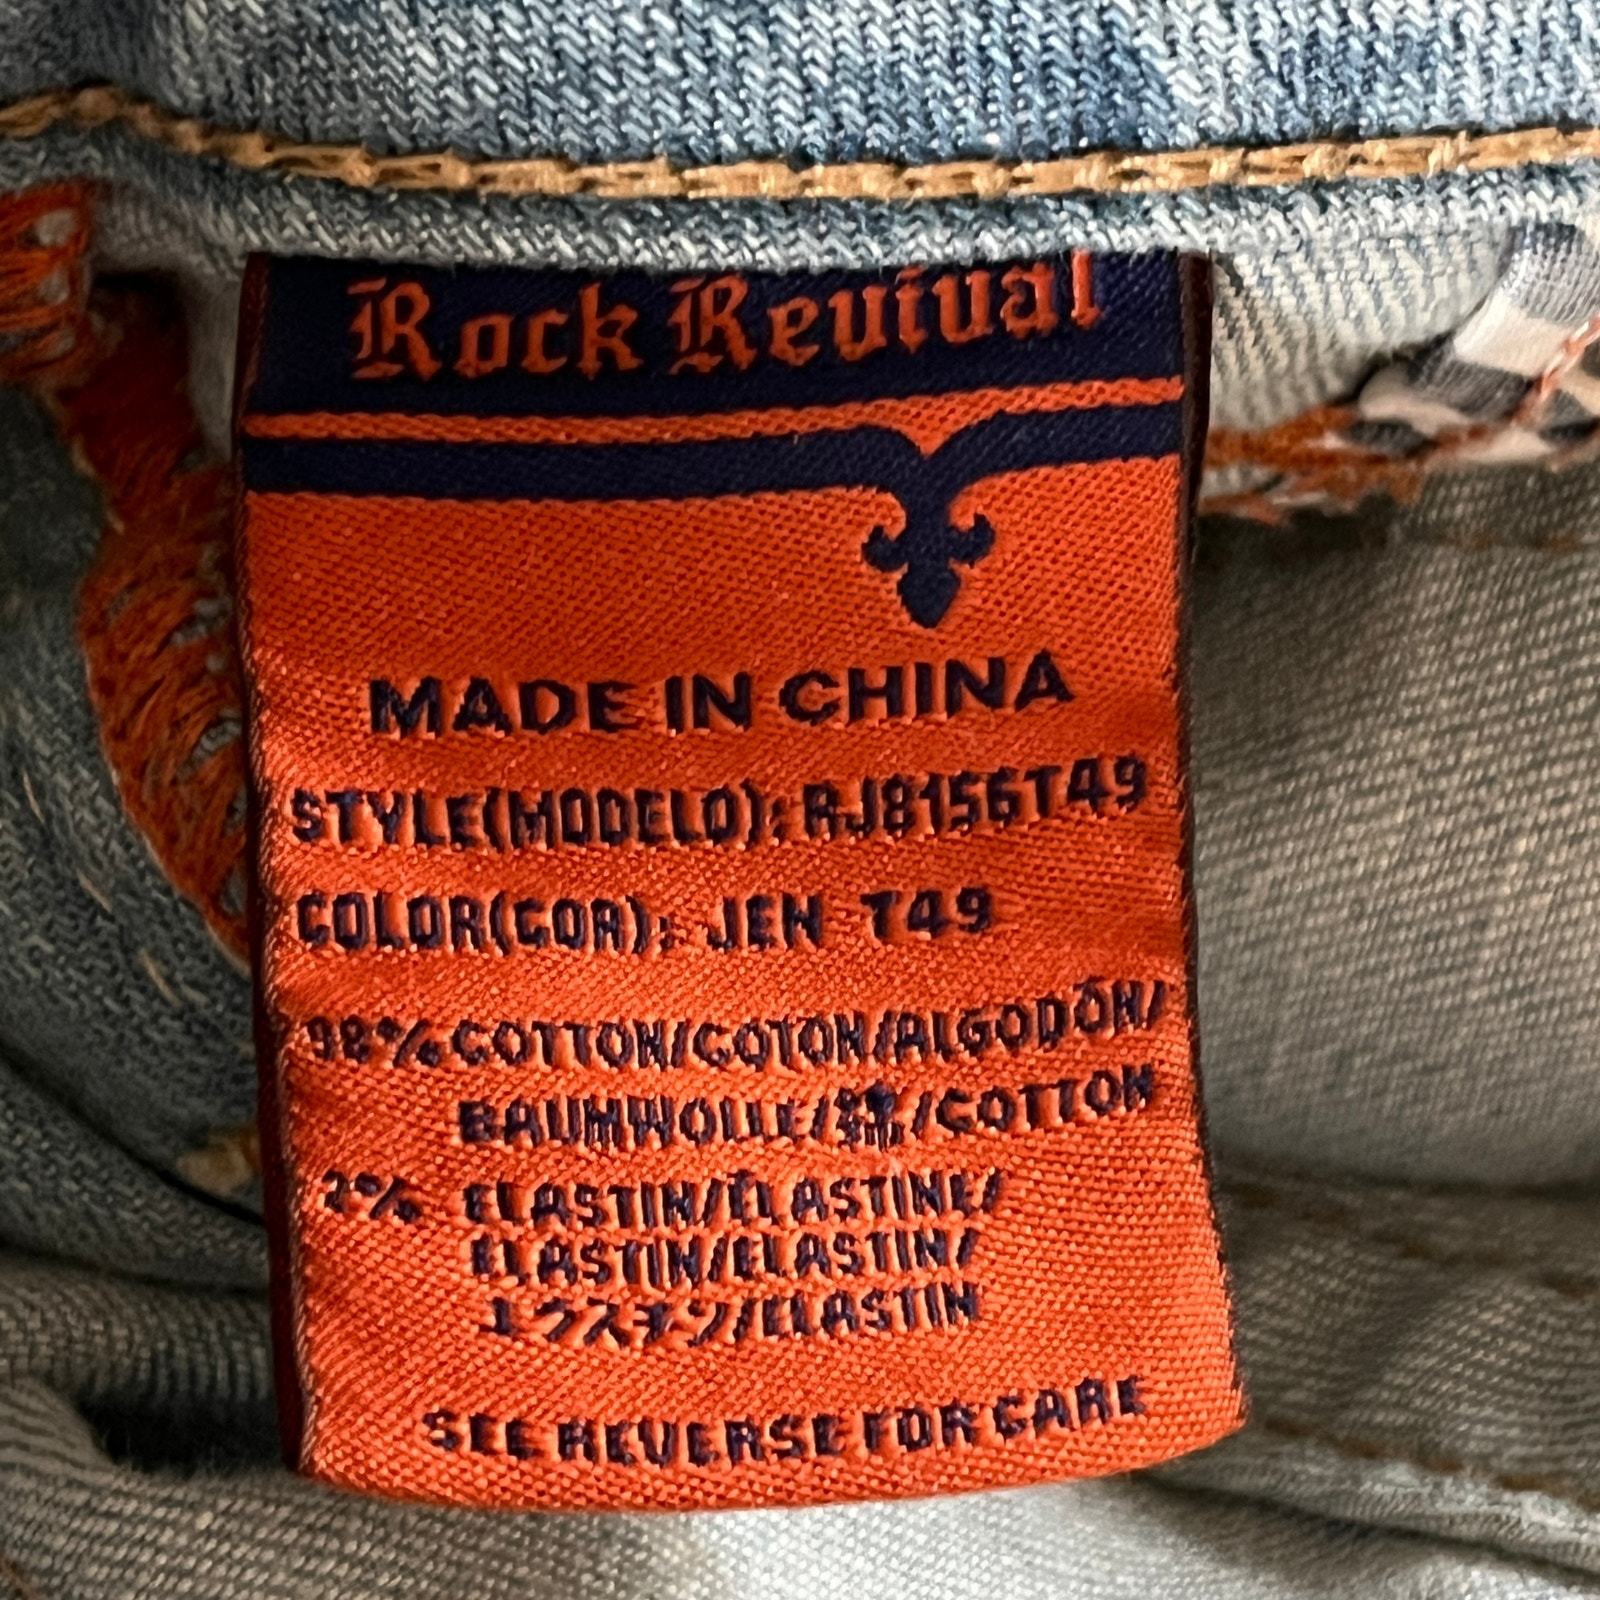 Rock Revival
MADE IN CHINA
STYLE(MODELO): RJ8156T49
COLOR(COR): JEN T49
98% COTTON/COTON/ALGODÓN/
BAUMWOLLE/綿/COTTON
2% ELASTIN/ÉLASTINE/
ELASTIN/ELASTIN/
エラスチン/ELASTIN
SEE REVERSE FOR CARE